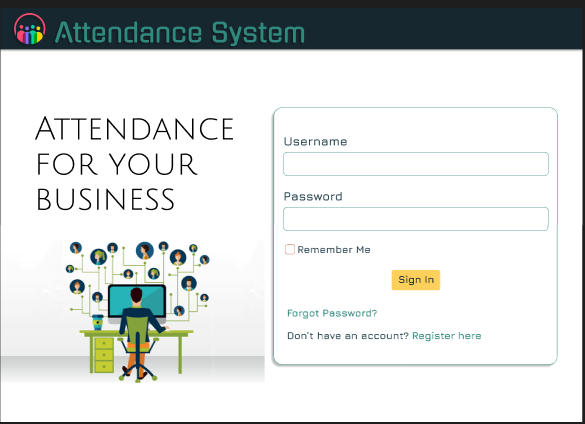 Attendance System
ATTENDANCE
FOR YOUR
BUSINESS
Username
Password
Remember Me
Sign In
Forgot Password?
Don't have an account? Register here